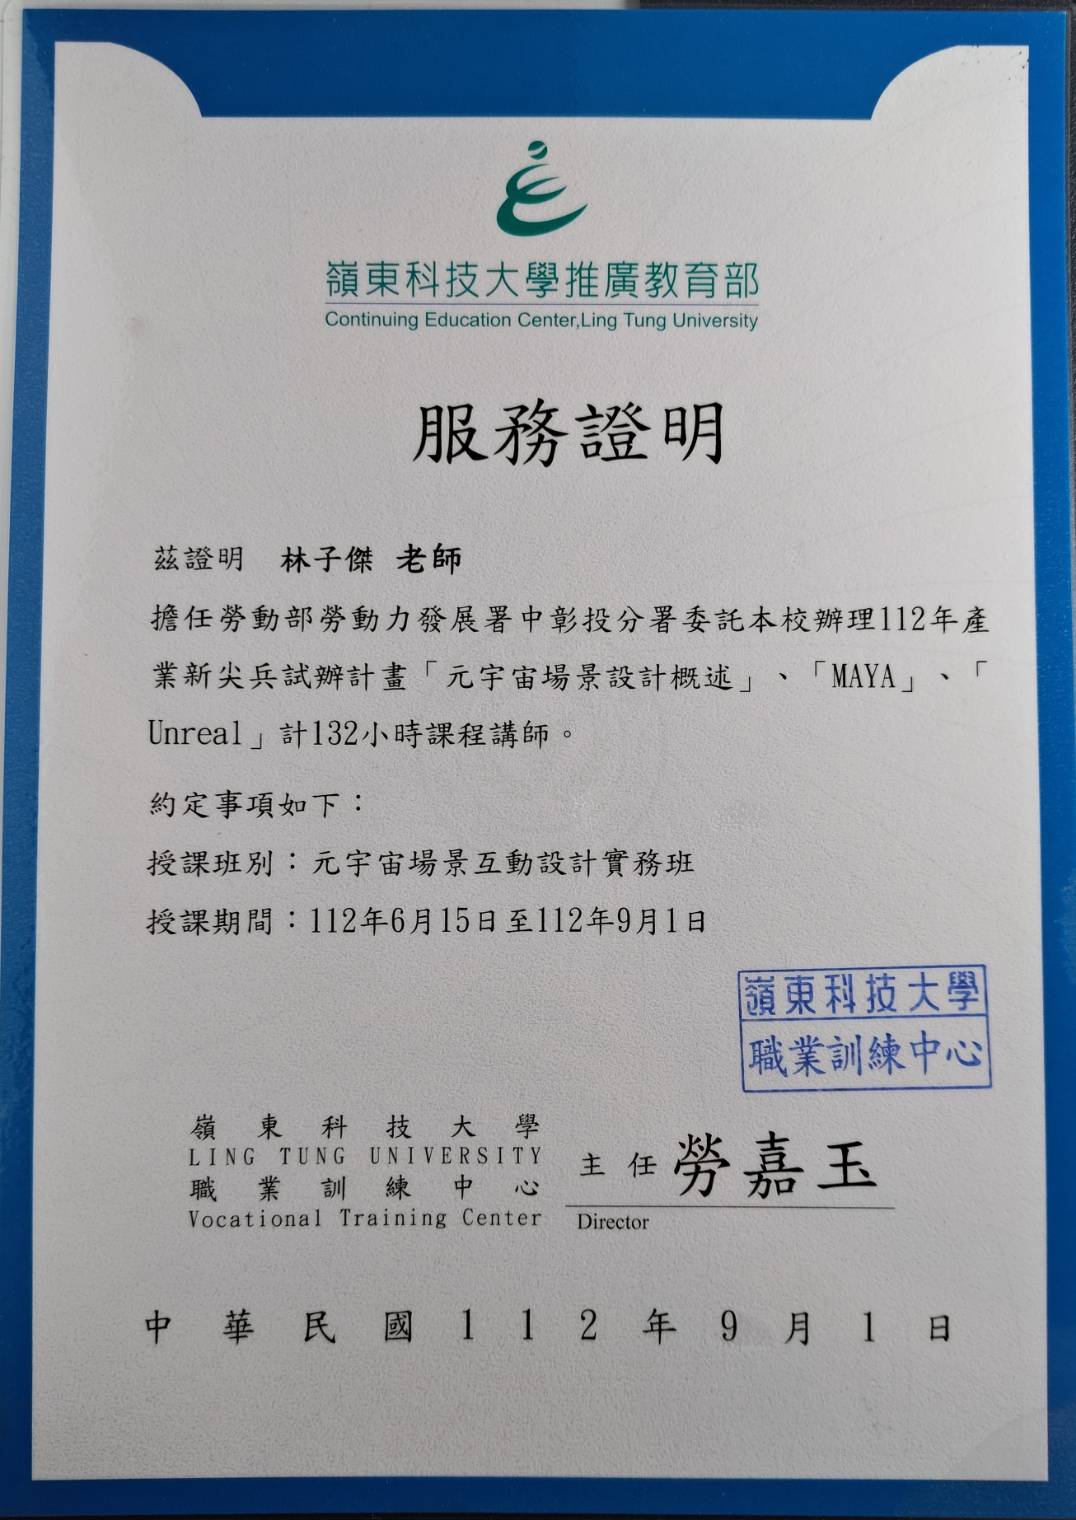 嶺東科技大學推廣教育部
Continuing Education Center,Ling Tung University
服務證明
茲證明 林子傑 老師
擔任勞動部勞動力發展署中彰投分署委託本校辦理112年產
業新尖兵試辦計畫「元宇宙場景設計概述」、「MAYA」、「
Unreal」計132小時課程講師。
約定事項如下：
授課班別：元宇宙場景互動設計實務班
授課期間：112年6月15日至112年9月1日
嶺東科技大學
職業訓練中心
嶺東科技大學
LING TUNG UNIVERSITY
職業訓練中心
Vocational Training Center
主任 勞嘉玉
Director
中華民國112年9月1日